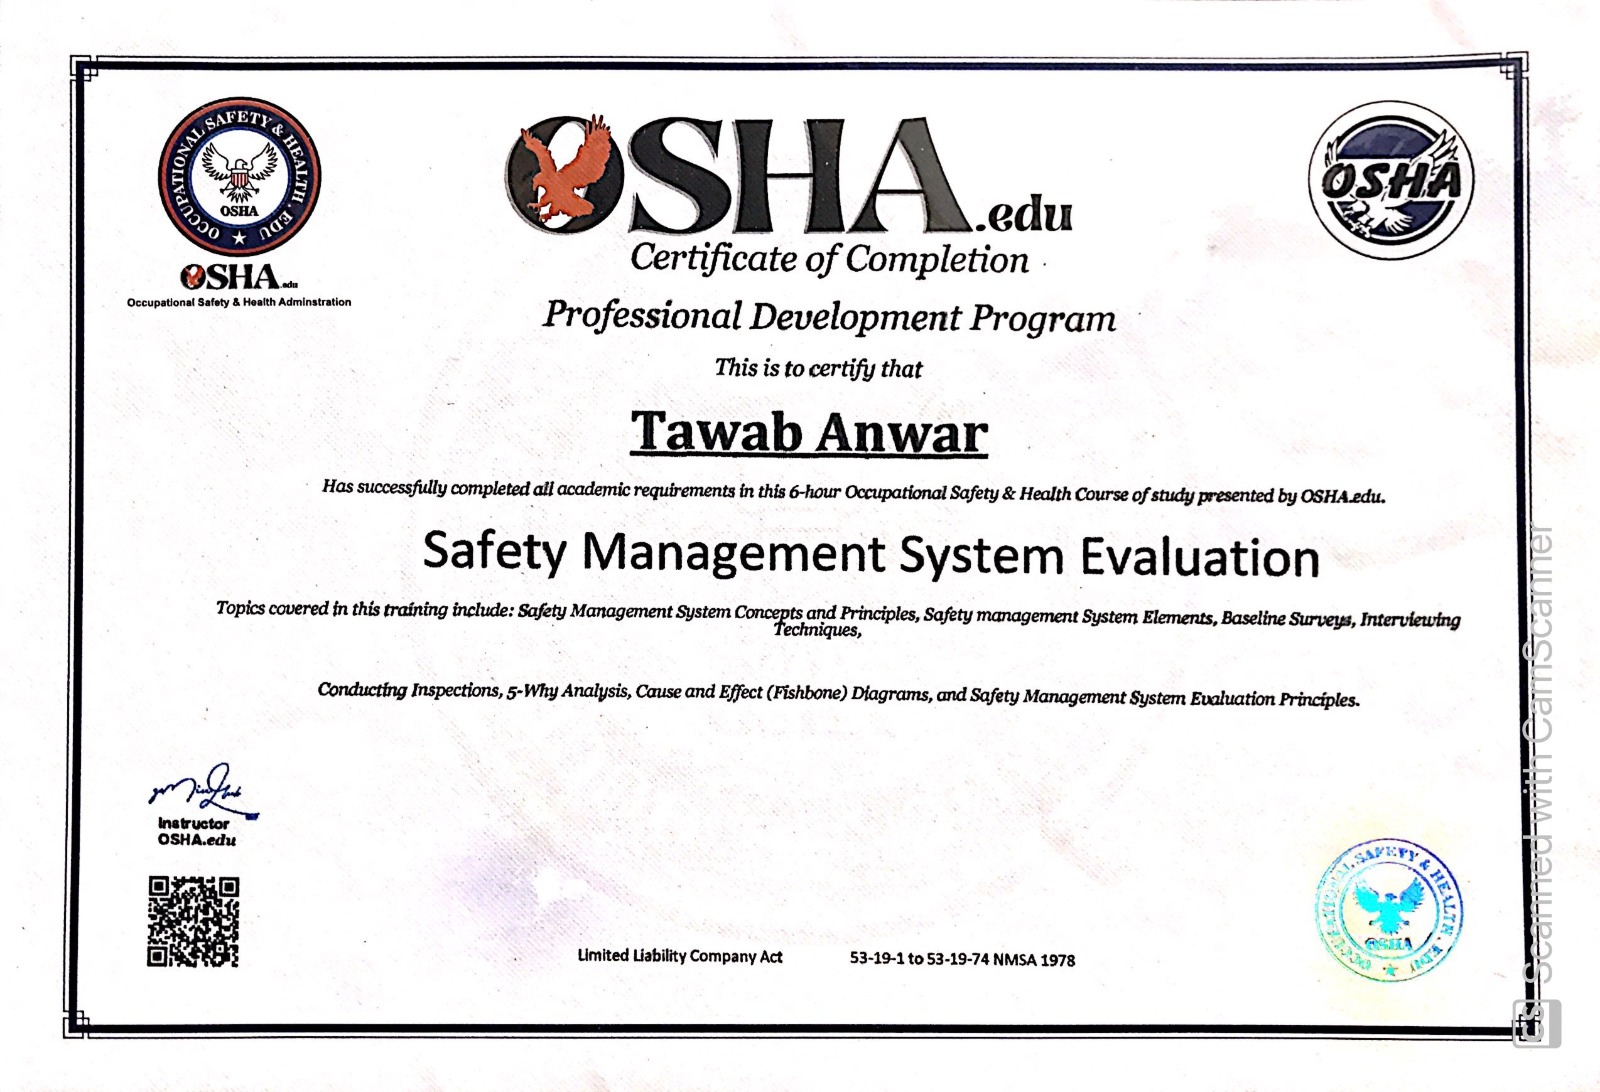 OCCUPATIONAL SAFETY & HEALTH. EDU
OSHA
OSHA.edu
Occupational Safety & Health Adminstration
OSHA.edu
OSHA
Certificate of Completion
Professional Development Program
This is to certify that
Tawab Anwar
Has successfully completed all academic requirements in this 6-hour Occupational Safety & Health Course of study presented by OSHA.edu.
Safety Management System Evaluation
Topics covered in this training include: Safety Management System Concepts and Principles, Safety management System Elements, Baseline Surveys, Interviewing
Techniques,
Conducting Inspections, 5-Why Analysis, Cause and Effect (Fishbone) Diagrams, and Safety Management System Evaluation Principles.
Instructor
OSHA.edu
Limited Liability Company Act 53-19-1 to 53-19-74 NMSA 1978
OCCUPATIONAL SAFETY & HEALTH. EDU
OSHA
CS Scanned with CamScanner